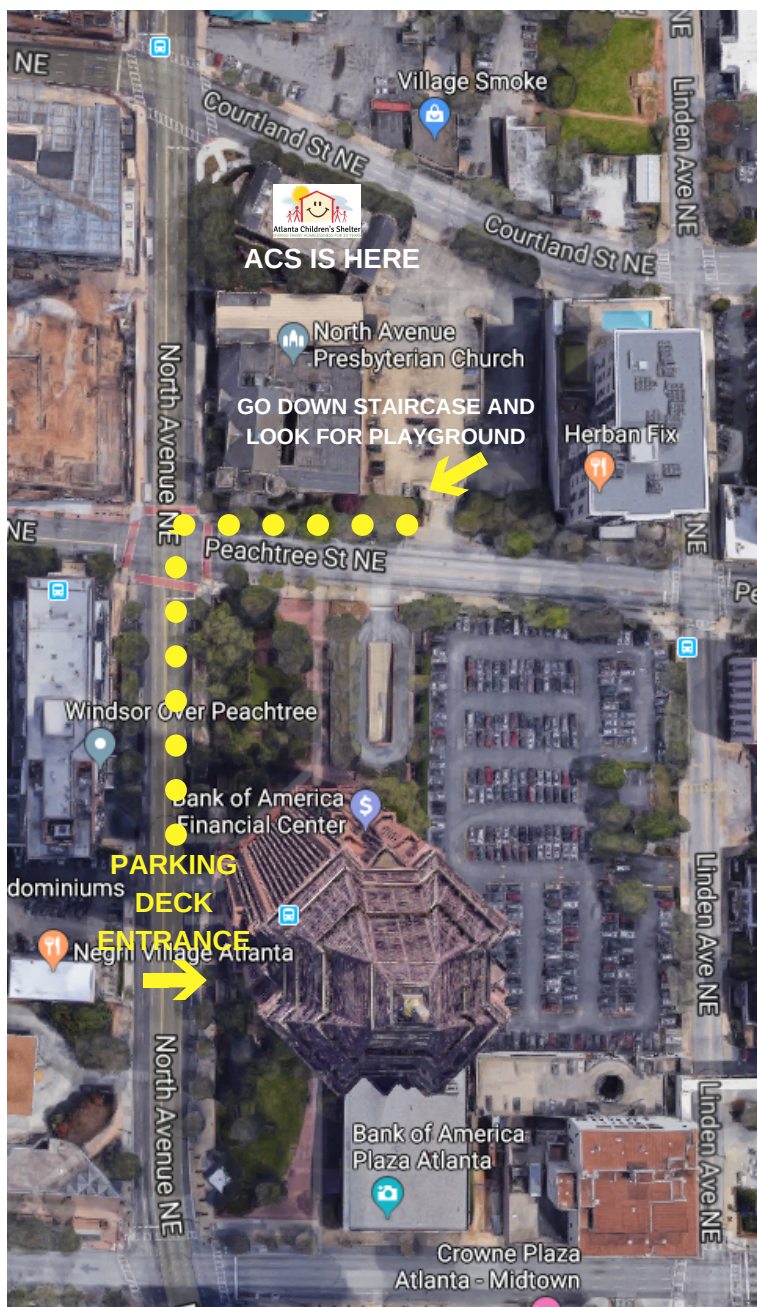 NE
NE
Village Smoke
Courtland St NE
Linden Ave NE
Atlanta Children's Shelter
ACS IS HERE
Courtland St NE
North Avenue
Presbyterian Church
North Avenue NE
GO DOWN STAIRCASE AND
LOOK FOR PLAYGROUND
Herban Fix
NE
NE
Peachtree St NE
Pe
Windsor Over Peachtree
Bank of America
Financial Center
$
PARKING
DECK
ENTRANCE
dominiums
Negril Village Atlanta
Linden Ave NE
North Avenue NE
Linden Ave NE
Bank of America
Plaza Atlanta
Crowne Plaza
Atlanta - Midtown